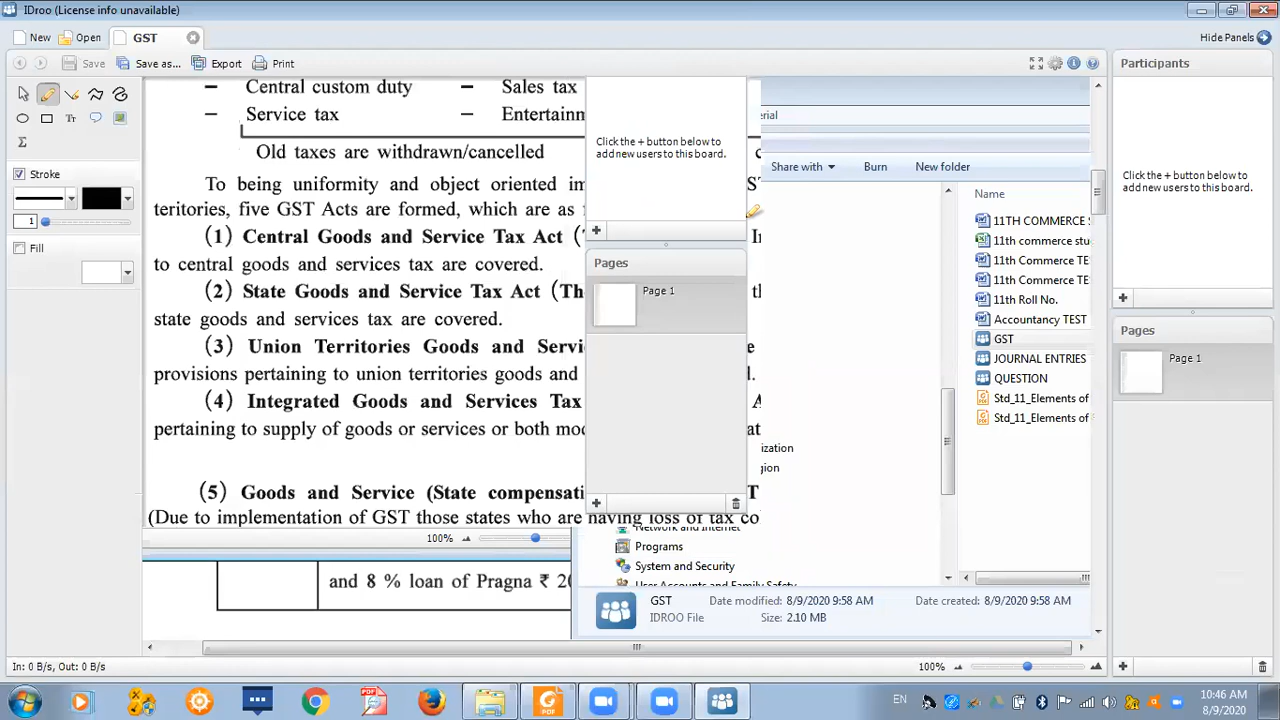 IDroo (License info unavailable)
New
Open
GST
Hide Panels
Save
Save as...
Export
Print
Participants
Stroke
1
Fill
– Central custom duty – Sales tax
– Service tax –
Old taxes are withdrawn/cancelled
To being uniformity and object oriented
teritories, five GST Acts are formed, which are as
(1) Central Goods and Service Tax Act
to central goods and services tax are covered.
(2) State Goods and Service Tax Act
state goods and services tax are covered.
(3) Union Territories Goods and
provisions pertaining to union territories goods and
(4) Integrated Goods and Services Tax
pertaining to supply of goods or services or both
(5) Goods and Service (State
(Due to implementation of GST those states who are having loss of tax
100%
and 8 % loan of Pragna ₹
Click the + button below to
add new users to this board.
Pages
Page 1
Share with
Burn
New folder
Name
11TH COMMERCE
11th commerce
11th Commerce
11th Commerce
11th Roll No.
Accountancy TEST
GST
JOURNAL ENTRIES
QUESTION
Std_11_Elements of
Std_11_Elements of
Network and Internet
Programs
System and Security
User Accounts and Family Safety
GST
IDROO File
Date modified: 8/9/2020 9:58 AM
Size: 2.10 MB
Date created: 8/9/2020 9:58 AM
Click the + button below to
add new users to this board.
Pages
Page 1
In: 0 B/s, Out: 0 B/s
100%
EN
10:46 AM
8/9/2020